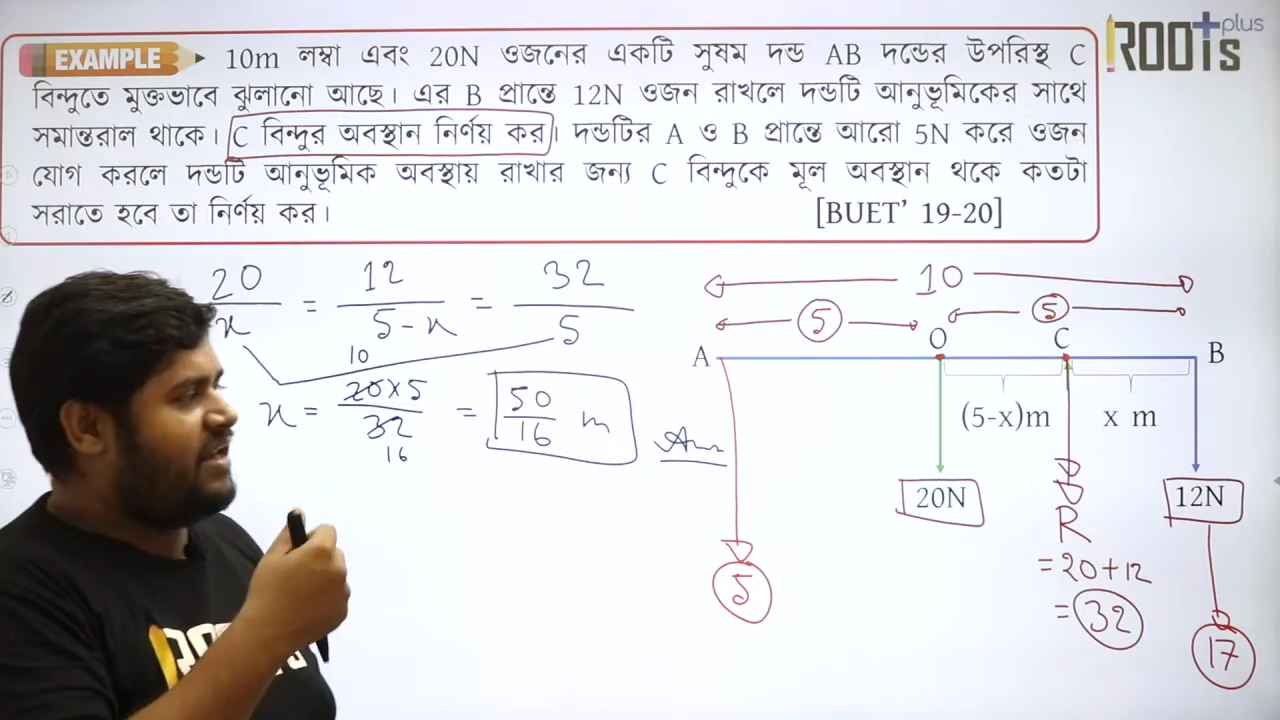 ROOTs plus
EXAMPLE 10m লম্বা এবং 20N ওজনের একটি সুষম দন্ড AB দন্ডের উপরিস্থ C
বিন্দুতে মুক্তভাবে ঝুলানো আছে। এর B প্রান্তে 12N ওজন রাখলে দন্ডটি আনুভূমিকের সাথে
সমান্তরাল থাকে। C বিন্দুর অবস্থান নির্ণয় কর। দন্ডটির A ও B প্রান্তে আরো 5N করে ওজন
যোগ করলে দন্ডটি আনুভূমিক অবস্থায় রাখার জন্য C বিন্দুকে মূল অবস্থান থেকে কতটা
সরাতে হবে তা নির্ণয় কর।
[BUET' 19-20]
20/x = 12/5-x = 32/5
x = 20×5/32 = 50/16 m Ans
10
16
10
5 5
A O C B
(5-x)m x m
20N 12N
R
=20+12
=32
5
17